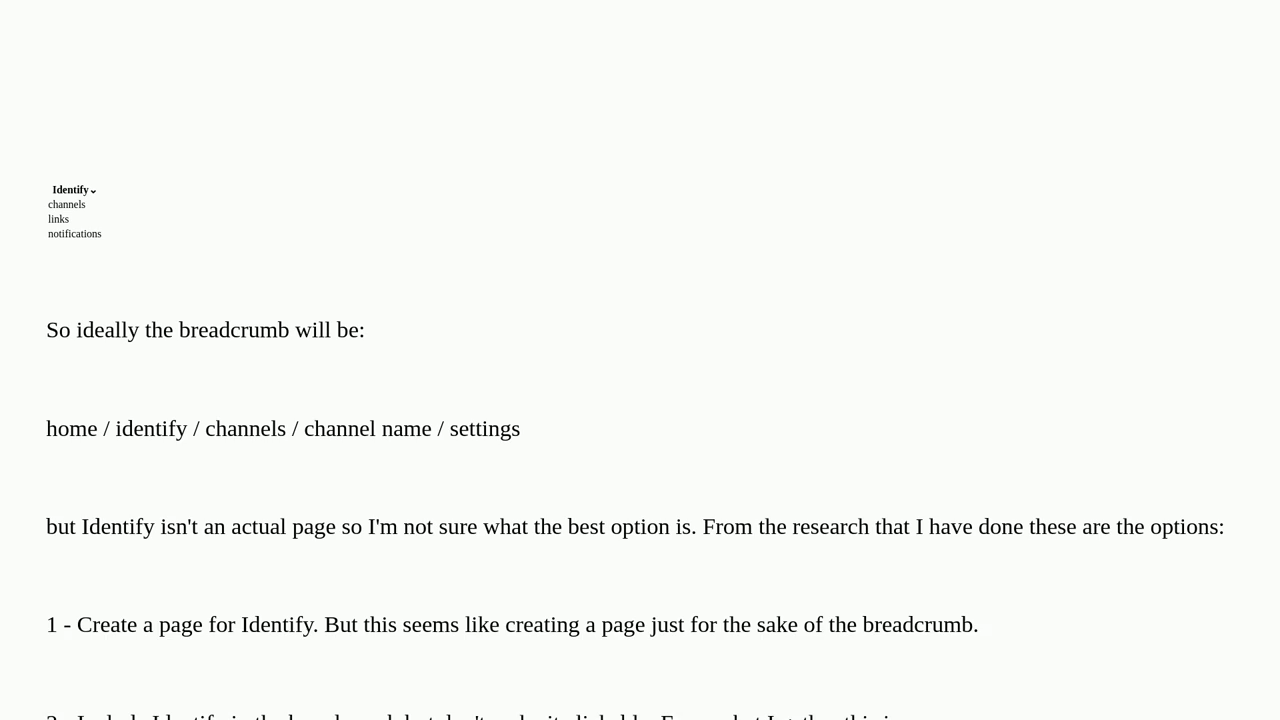 Identify⌄
channels
links
notifications
So ideally the breadcrumb will be:
home / identify / channels / channel name / settings
but Identify isn't an actual page so I'm not sure what the best option is. From the research that I have done these are the options:
1 - Create a page for Identify. But this seems like creating a page just for the sake of the breadcrumb.